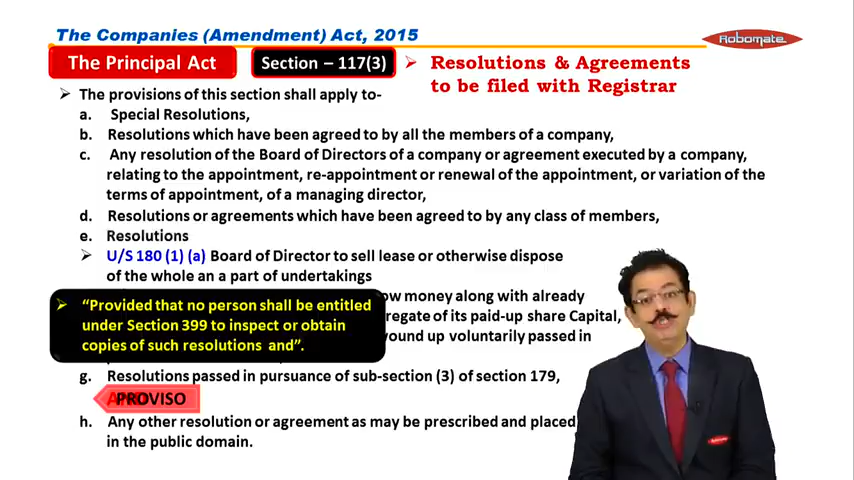 The Companies (Amendment) Act, 2015
Robomate
The Principal Act
Section – 117(3)
➢ Resolutions & Agreements
to be filed with Registrar
➢ The provisions of this section shall apply to-
a. Special Resolutions,
b. Resolutions which have been agreed to by all the members of a company,
c. Any resolution of the Board of Directors of a company or agreement executed by a company,
relating to the appointment, re-appointment or renewal of the appointment, or variation of the
terms of appointment, of a managing director,
d. Resolutions or agreements which have been agreed to by any class of members,
e. Resolutions
➢ U/S 180 (1) (a) Board of Director to sell lease or otherwise dispose
of the whole an a part of undertakings
money along with already
of its paid-up share Capital,
up voluntarily passed in
➢ “Provided that no person shall be entitled
under Section 399 to inspect or obtain
copies of such resolutions and”.
g. Resolutions passed in pursuance of sub-section (3) of section 179,
PROVISO
h. Any other resolution or agreement as may be prescribed and placed
in the public domain.